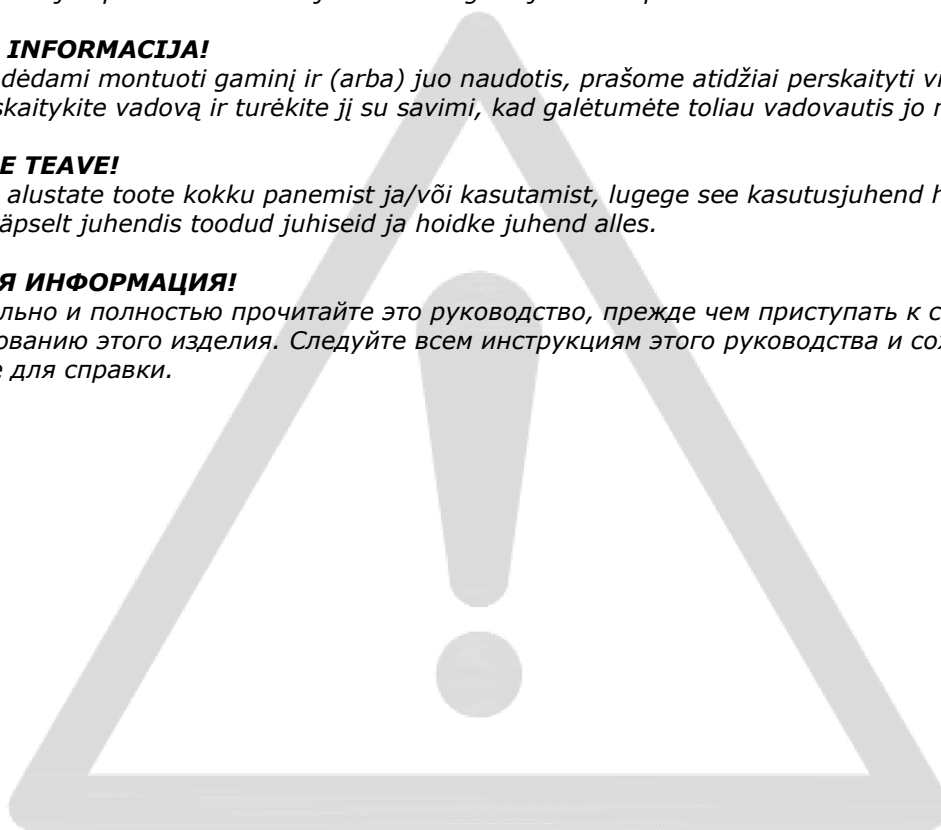 INFORMACIJA!
dėdami montuoti gaminį ir (arba) juo naudotis, prašome atidžiai perskaityti vi
skaitykite vadovą ir turėkite jį su savimi, kad galėtumėte toliau vadovautis jo n
E TEAVE!
alustate toote kokku panemist ja/või kasutamist, lugege see kasutusjuhend h
äpselt juhendis toodud juhiseid ja hoidke juhend alles.
Я ИНФОРМАЦИЯ!
льно и полностью прочитайте это руководство, прежде чем приступать к с
ованию этого изделия. Следуйте всем инструкциям этого руководства и сох
е для справки.